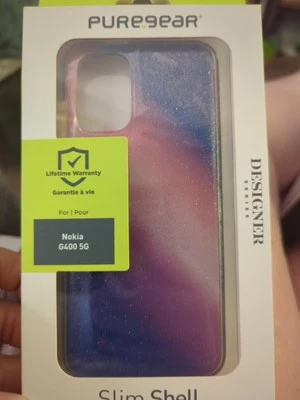 PUREGEAR®
Lifetime Warranty
Garantie à vie
For | Pour
Nokia
G400 5G
DESIGNER
SERIES
Slim Shell